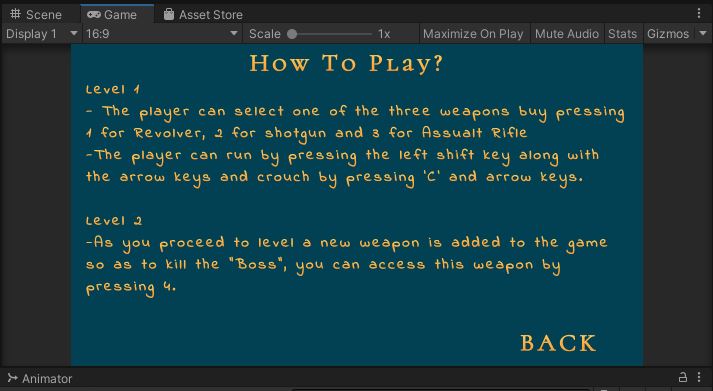 Scene Game Asset Store
Display 1 16:9 Scale 1x Maximize On Play Mute Audio Stats Gizmos
How To Play?
Level 1
- The player can select one of the three weapons buy pressing
1 for Revolver, 2 for shotgun and 3 for Assualt Rifle
-The player can run by pressing the left shift key along with
the arrow keys and crouch by pressing 'C' and arrow keys.
Level 2
-As you proceed to level a new weapon is added to the game
so as to kill the "Boss", you can access this weapon by
pressing 4.
BACK
Animator